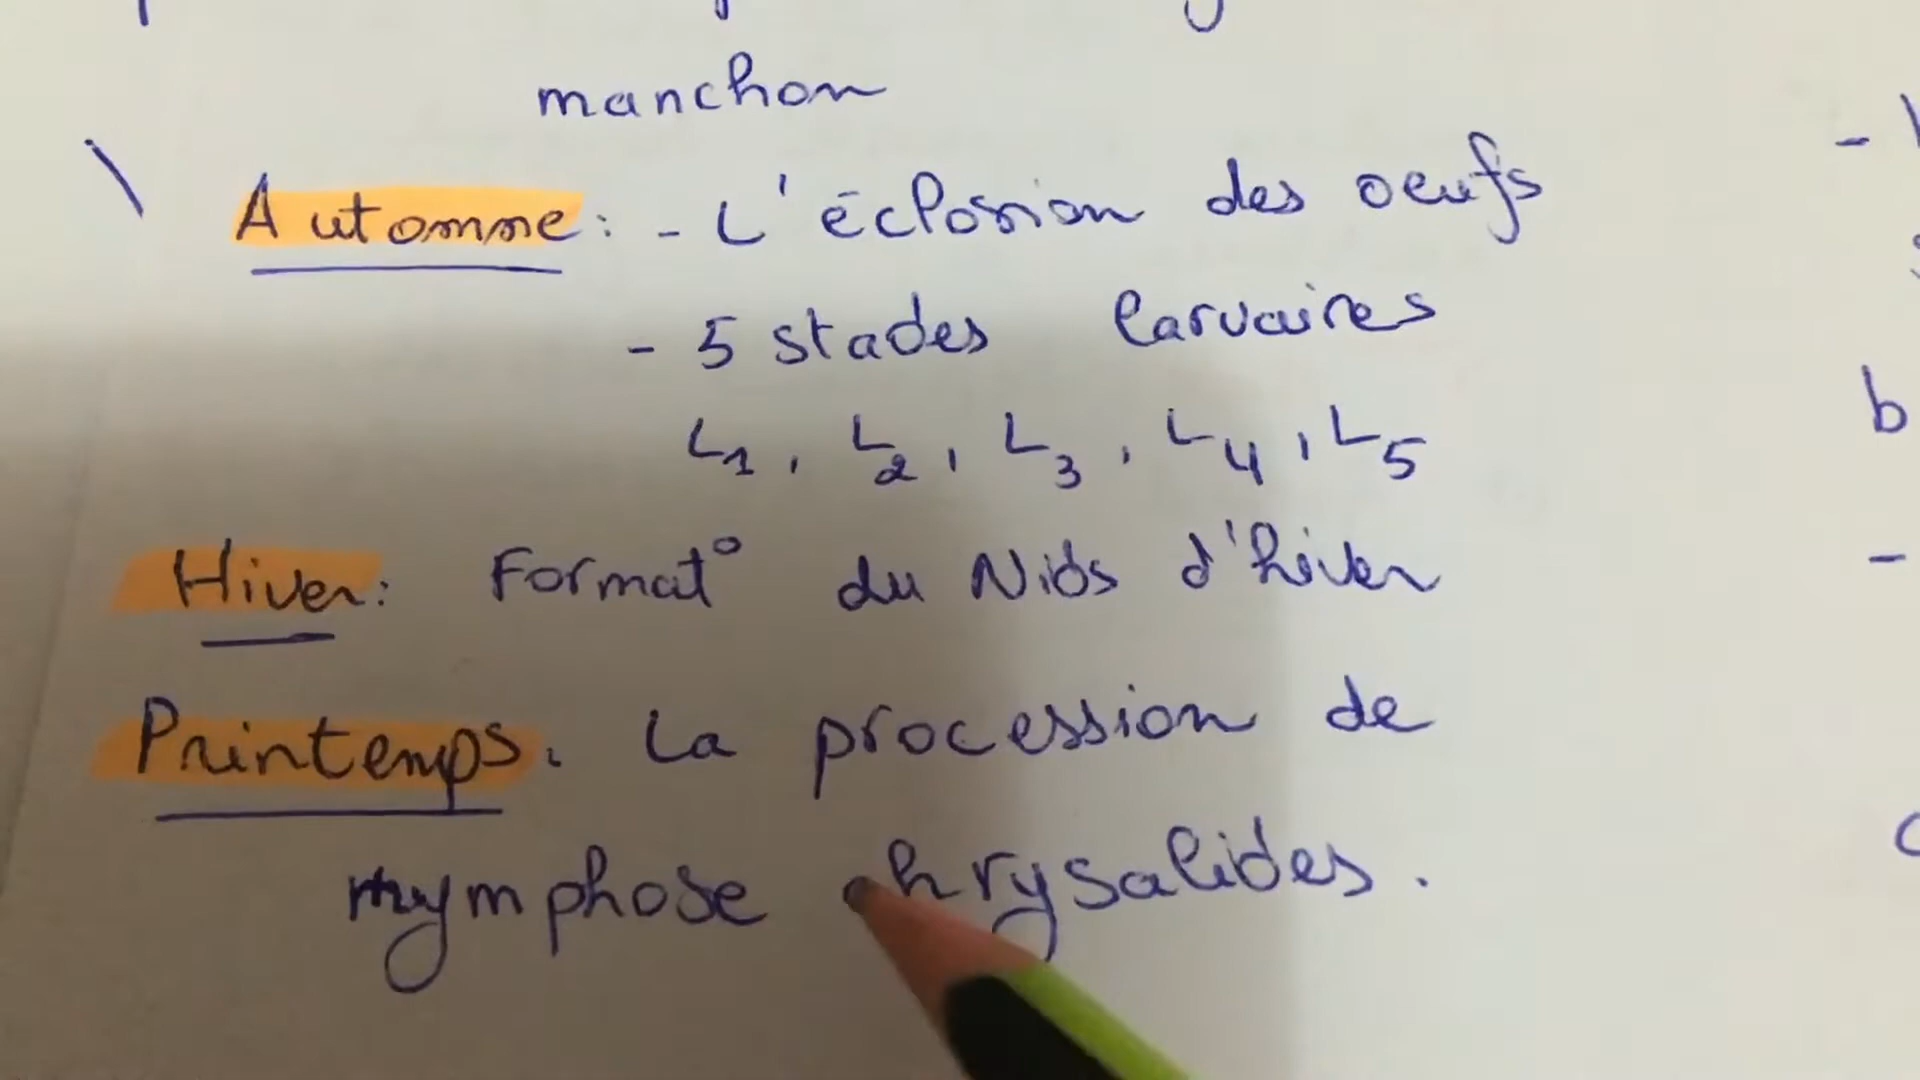 manchon
Automne: - L'éclosion des oeufs
- 5 stades larvaires
L1, L2, L3, L4, L5
Hiver: Format° du Nids d'hiver
Printemps. La procession de
nymphose chrysalides.
- 
b
-